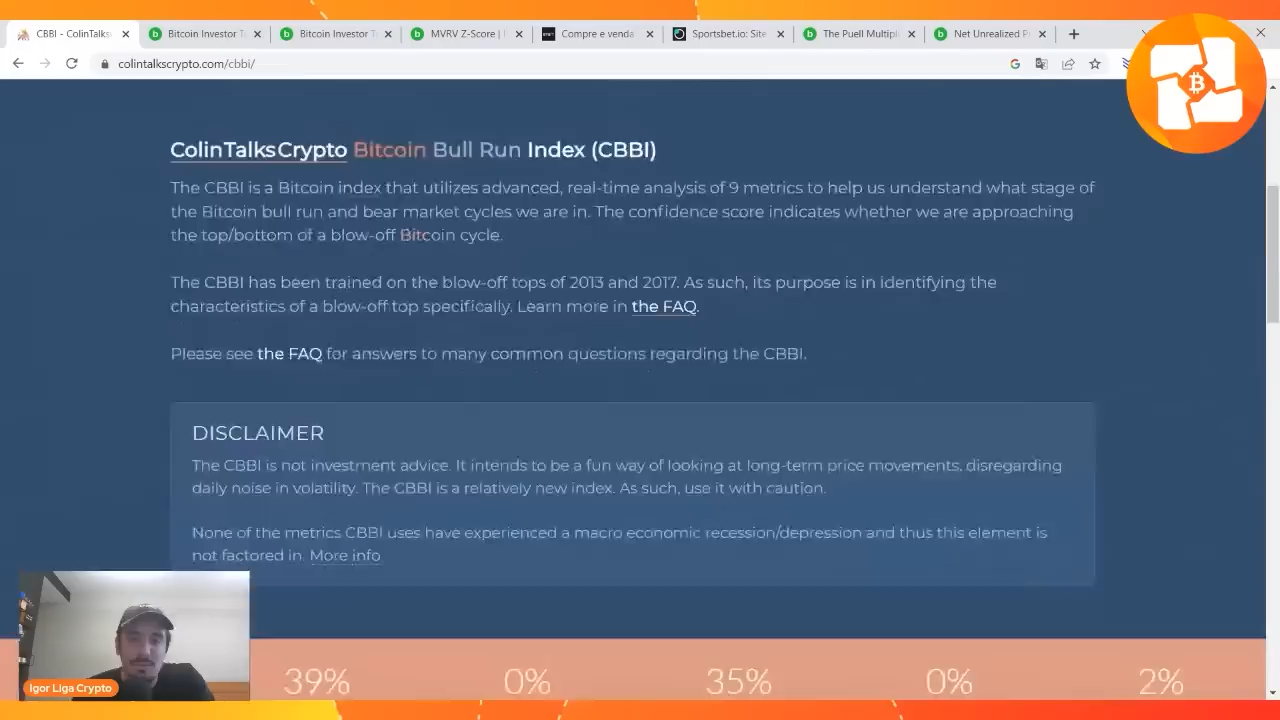 CBBI - ColinTalks
Bitcoin Investor T
Bitcoin Investor T
MVRV Z-Score |
Compre e venda
Sportsbet.io: Site
The Puell Multipl
Net Unrealized P
colintalkscrypto.com/cbbi/
ColinTalksCrypto Bitcoin Bull Run Index (CBBI)
The CBBI is a Bitcoin index that utilizes advanced, real-time analysis of 9 metrics to help us understand what stage of
the Bitcoin bull run and bear market cycles we are in. The confidence score indicates whether we are approaching
the top/bottom of a blow-off Bitcoin cycle.
The CBBI has been trained on the blow-off tops of 2013 and 2017. As such, its purpose is in identifying the
characteristics of a blow-off top specifically. Learn more in the FAQ.
Please see the FAQ for answers to many common questions regarding the CBBI.
DISCLAIMER
The CBBI is not investment advice. It intends to be a fun way of looking at long-term price movements, disregarding
daily noise in volatility. The CBBI is a relatively new index. As such, use it with caution.
None of the metrics CBBI uses have experienced a macro economic recession/depression and thus this element is
not factored in. More info
39% 0% 35% 0% 2%
Igor Liga Crypto